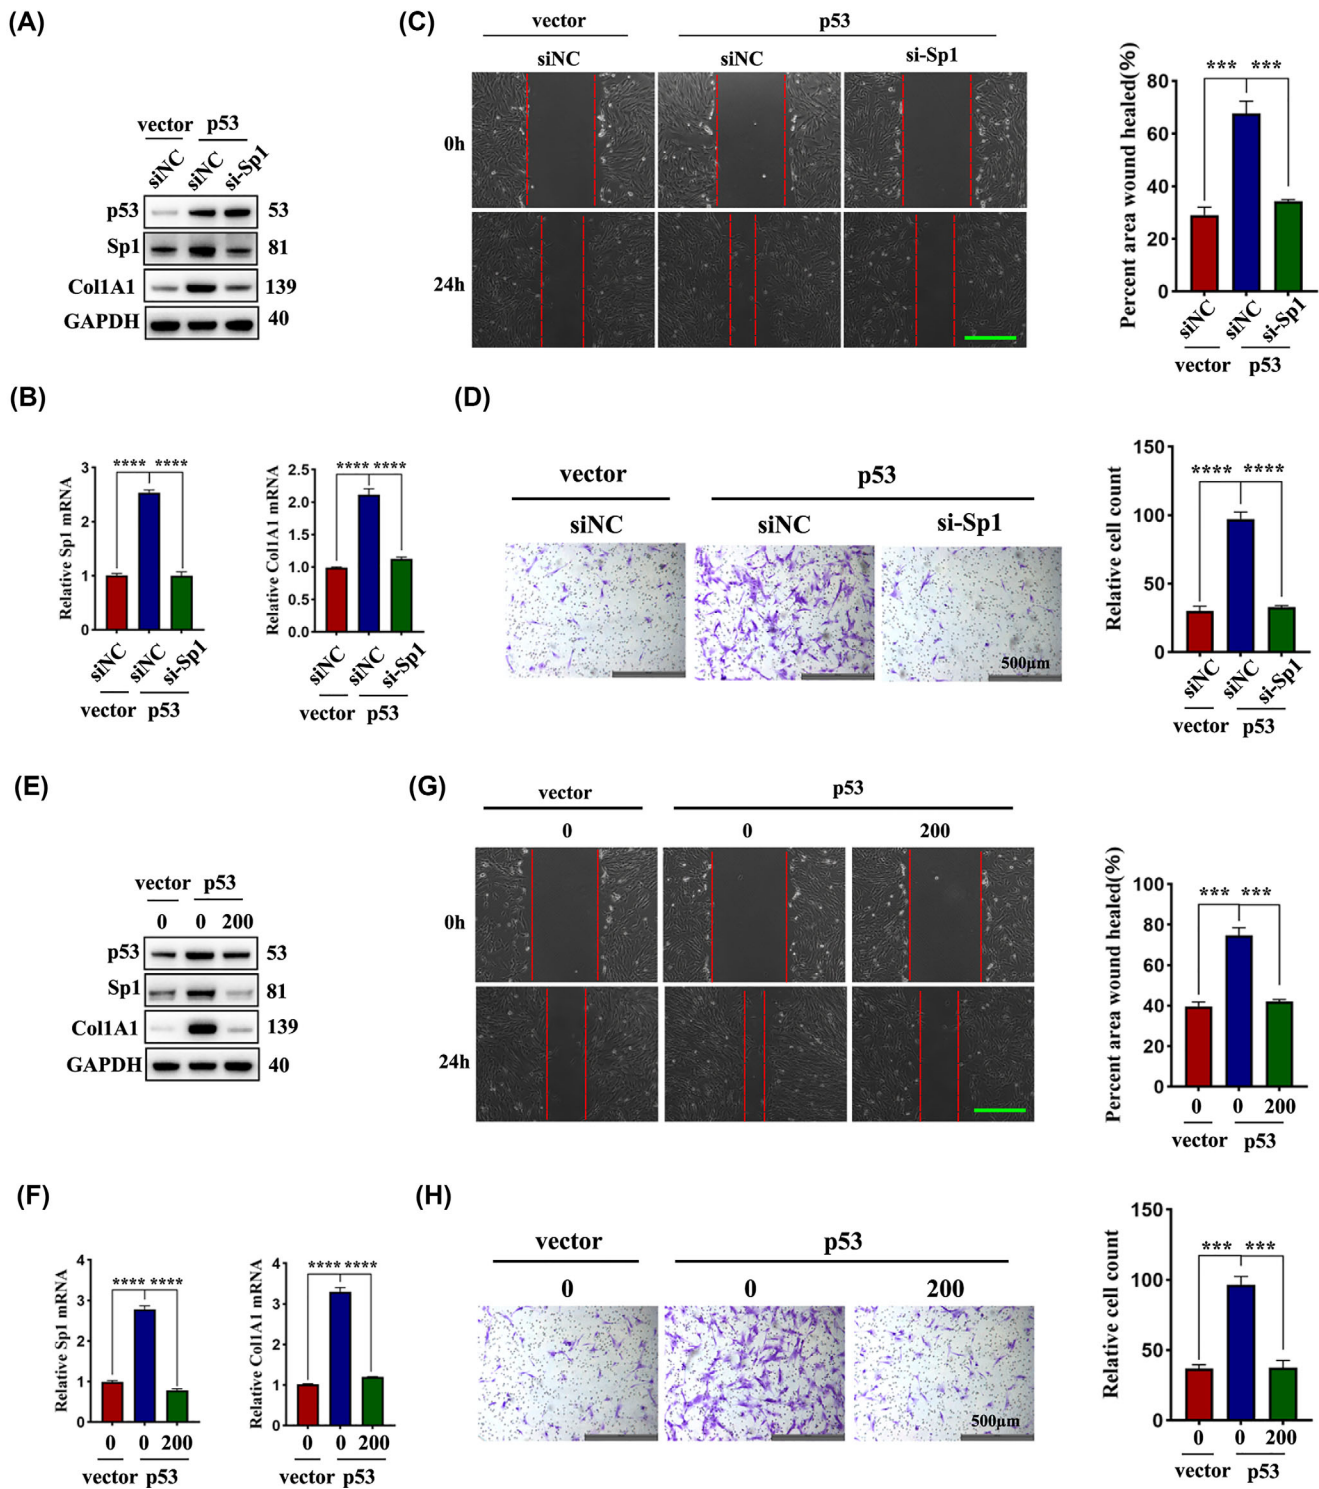 (A)
vector p53
siNC siNC si-Sp1
p53 53
Sp1 81
Col1A1 139
GAPDH 40
(C)
vector p53
siNC siNC si-Sp1
0h
24h
Percent area wound healed(%)
80
60
40
20
0
*** ***
siNC siNC si-Sp1
vector p53
(B)
Relative Sp1 mRNA
3
2
1
0
**** ****
siNC siNC si-Sp1
vector p53
Relative Col1A1 mRNA
2.5
2.0
1.5
1.0
0.5
0.0
**** ****
siNC siNC si-Sp1
vector p53
(D)
vector p53
siNC siNC si-Sp1
500μm
Relative cell count
150
100
50
0
**** ****
siNC siNC si-Sp1
vector p53
(E)
vector p53
0 0 200
p53 53
Sp1 81
Col1A1 139
GAPDH 40
(G)
vector p53
0 0 200
0h
24h
Percent area wound healed(%)
100
80
60
40
20
0
*** ***
0 0 200
vector p53
(F)
Relative Sp1 mRNA
4
3
2
1
0
**** ****
0 0 200
vector p53
Relative Col1A1 mRNA
4
3
2
1
0
**** ****
0 0 200
vector p53
(H)
vector p53
0 0 200
500μm
Relative cell count
150
100
50
0
*** ***
0 0 200
vector p53